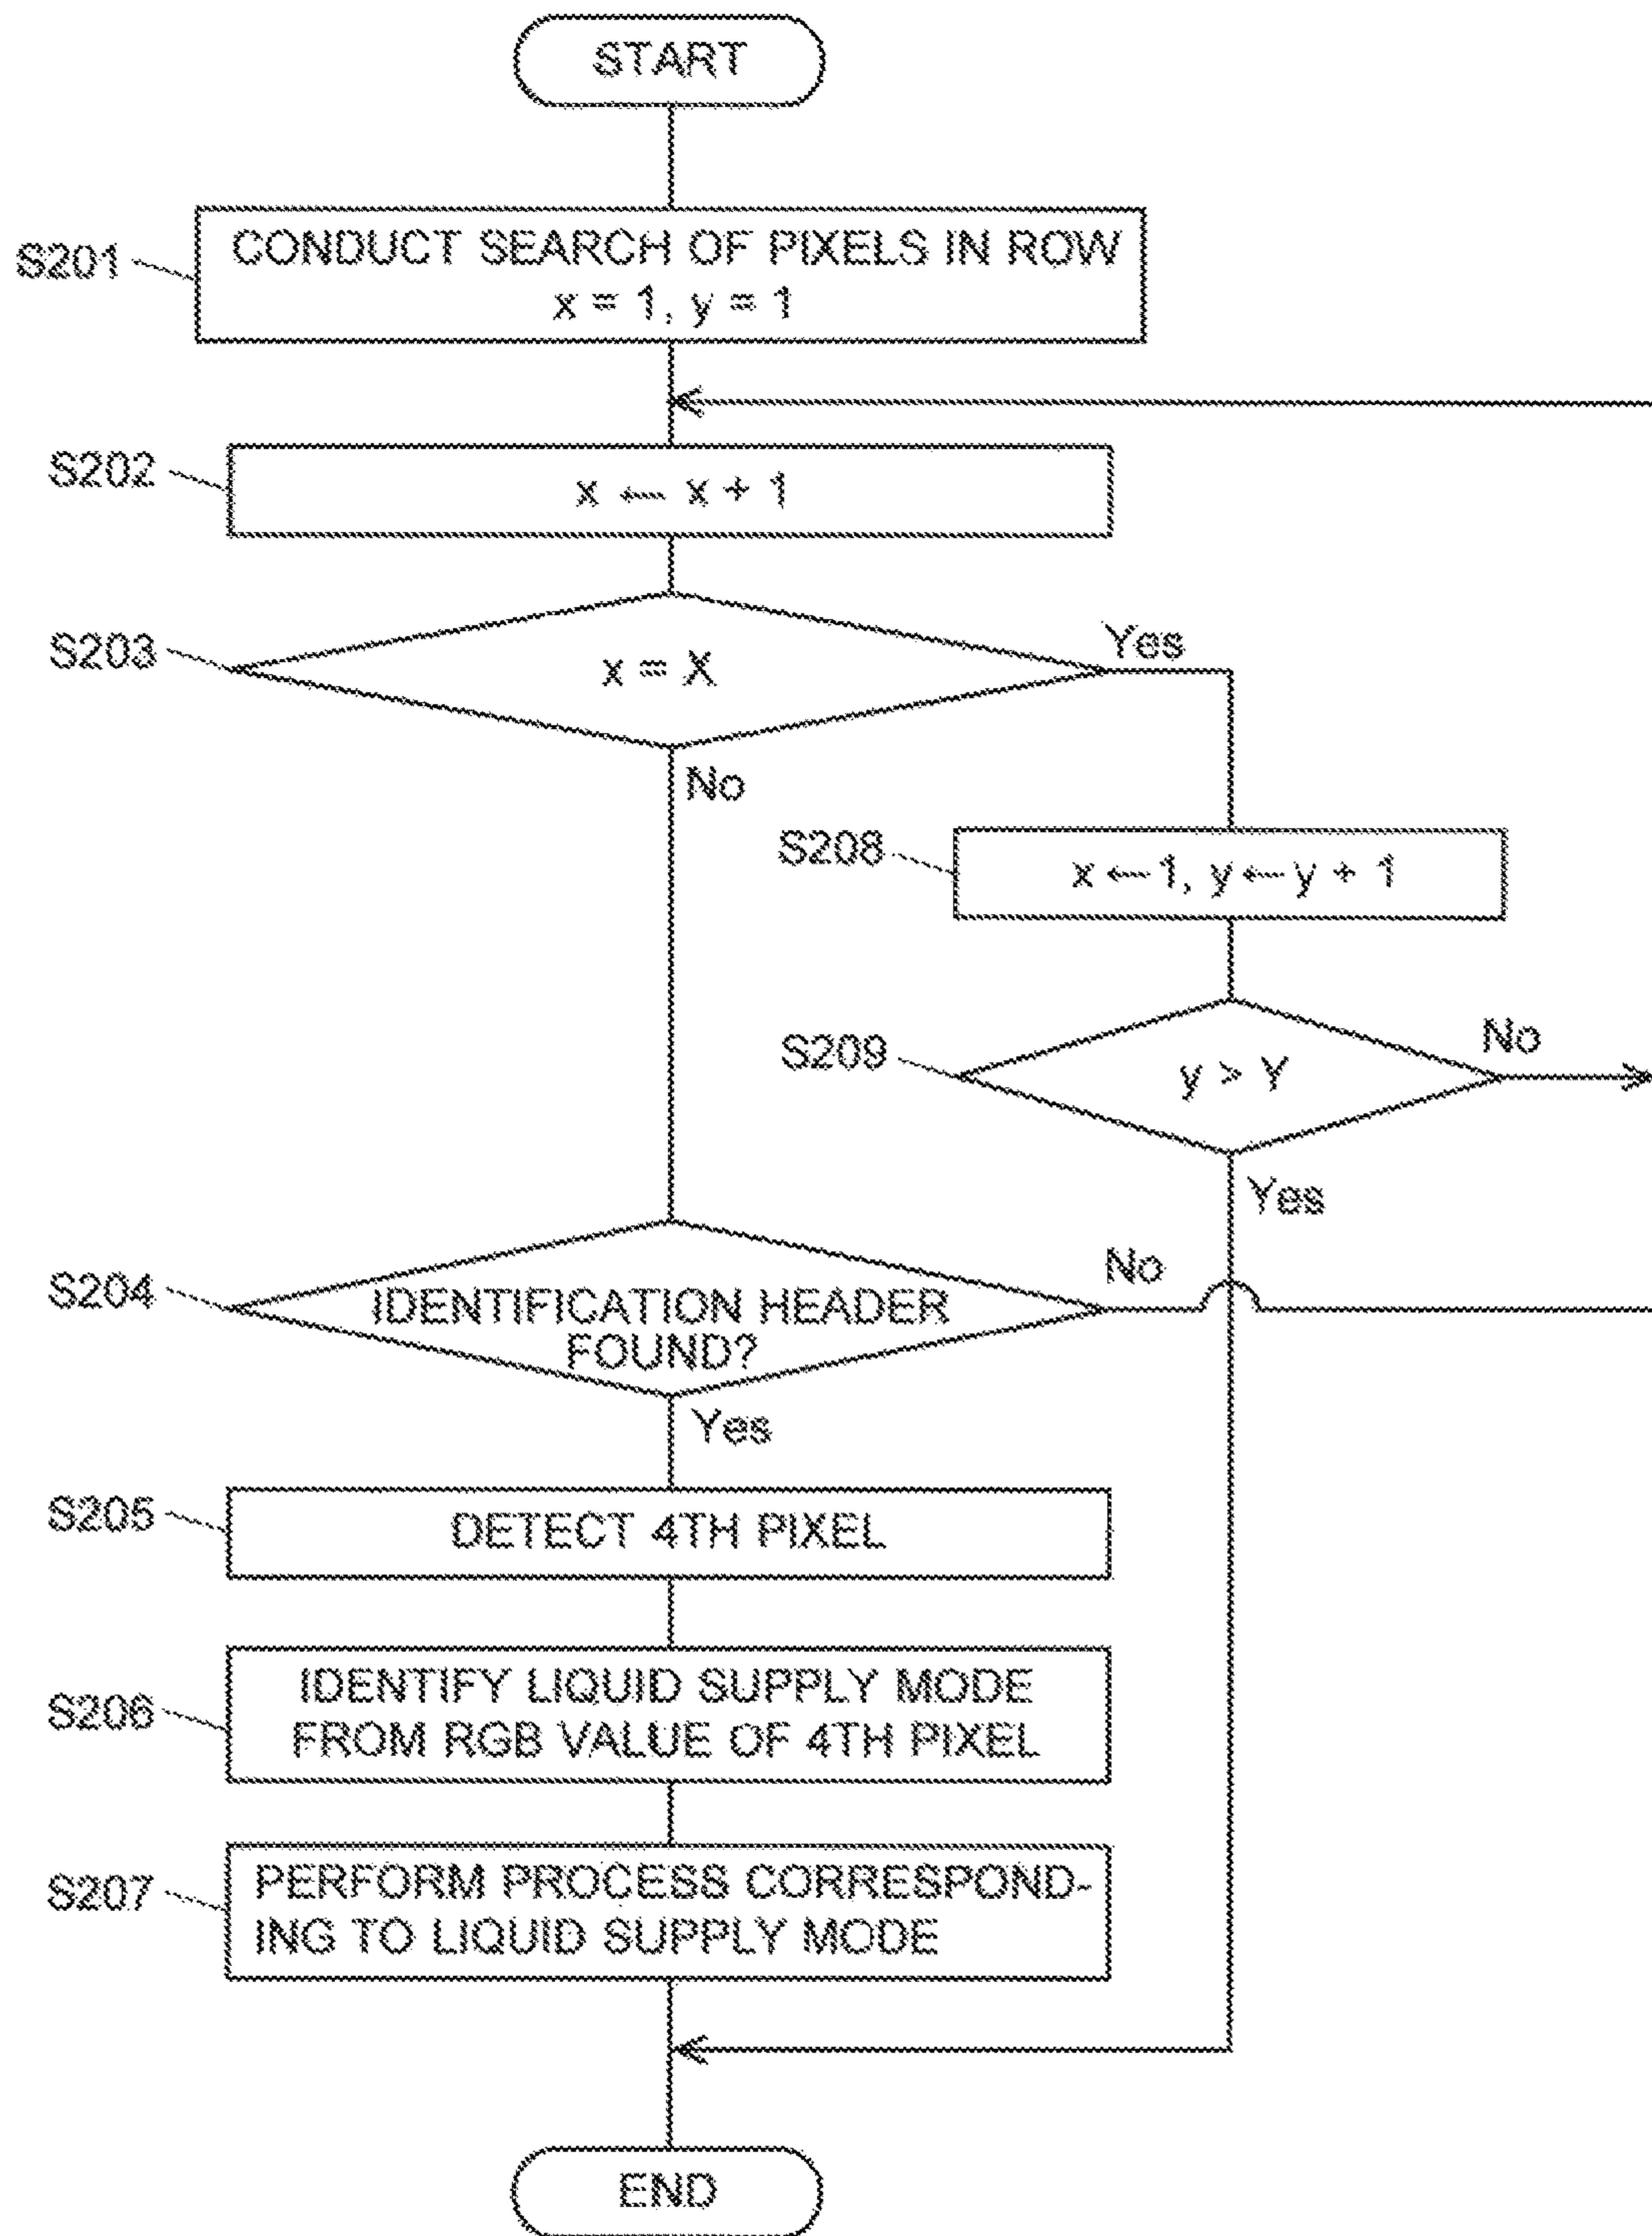 START
S201
CONDUCT SEARCH OF PIXELS IN ROW
x = 1, y = 1
S202
x ← x + 1
S203
x = X
Yes
No
S208
x ← 1, y ← y + 1
S209
y > Y
No
Yes
S204
IDENTIFICATION HEADER
FOUND?
No
Yes
S205
DETECT 4TH PIXEL
S206
IDENTIFY LIQUID SUPPLY MODE
FROM RGB VALUE OF 4TH PIXEL
S207
PERFORM PROCESS CORRESPOND-
ING TO LIQUID SUPPLY MODE
END